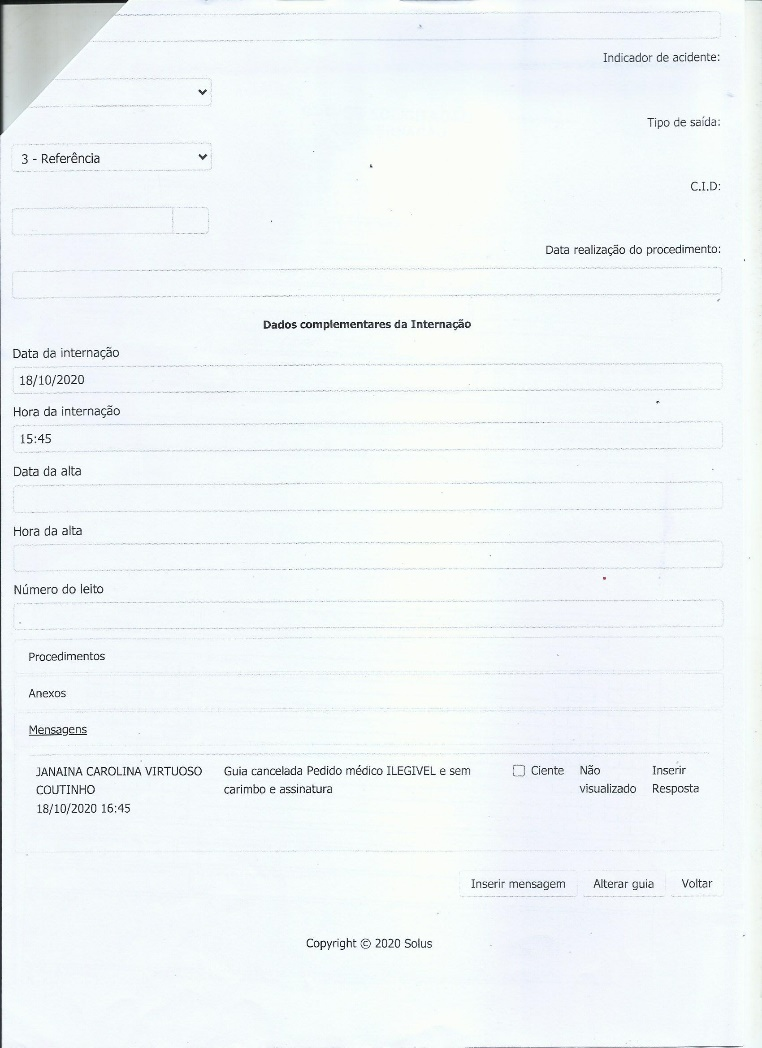 Indicador de acidente:
Tipo de saída:
3 - Referência
C.I.D:
Data realização do procedimento:
Dados complementares da Internação
Data da internação
18/10/2020
Hora da internação
15:45
Data da alta
Hora da alta
Número do leito
Procedimentos
Anexos
Mensagens
JANAINA CAROLINA VIRTUOSO Guia cancelada Pedido médico ILEGIVEL e sem Ciente Não Inserir
COUTINHO carimbo e assinatura visualizado Resposta
18/10/2020 16:45
Inserir mensagem Alterar guia Voltar
Copyright © 2020 Solus